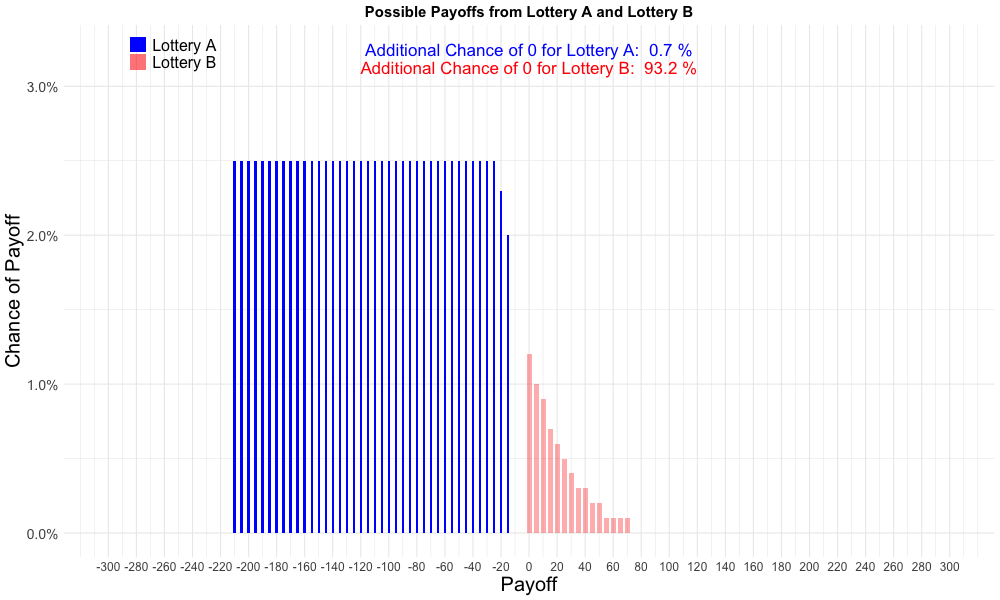 Possible Payoffs from Lottery A and Lottery B
Lottery A
Lottery B
Additional Chance of 0 for Lottery A:  0.7 %
Additional Chance of 0 for Lottery B:  93.2 %
Chance of Payoff
3.0%
2.0%
1.0%
0.0%
-300 -280 -260 -240 -220 -200 -180 -160 -140 -120 -100 -80 -60 -40 -20 0 20 40 60 80 100 120 140 160 180 200 220 240 260 280 300
Payoff